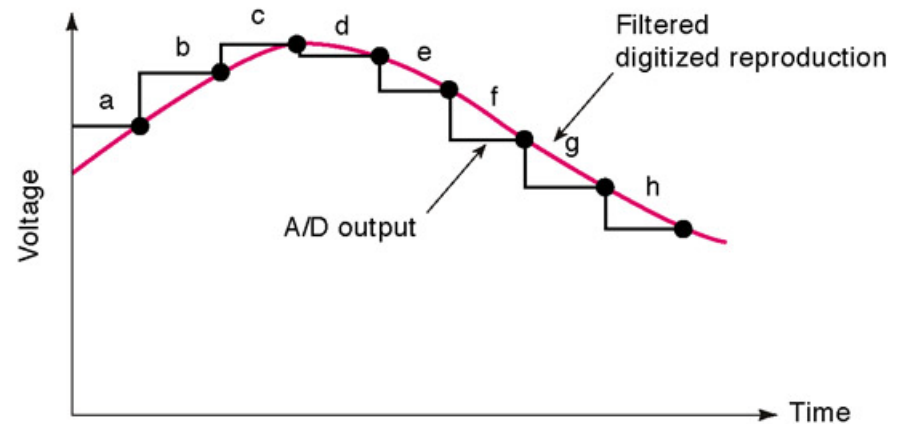 c
d
b
e
a
f
g
h
Filtered
digitized reproduction
A/D output
Voltage
Time